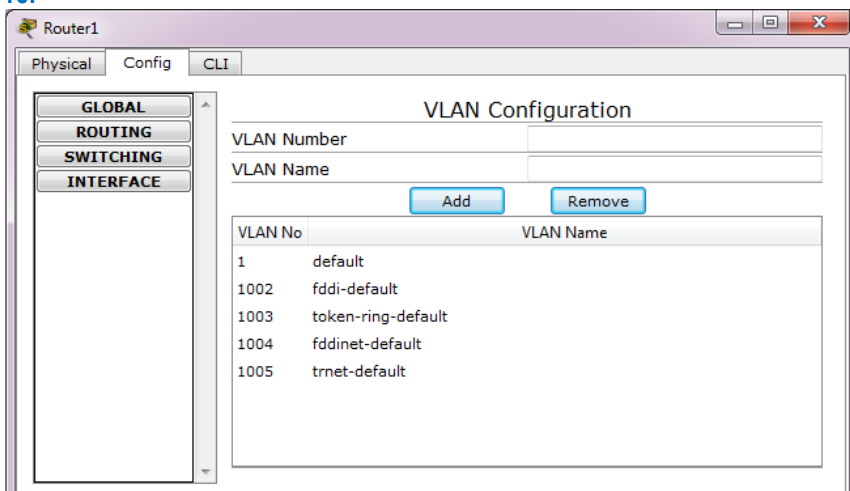 Router1
Physical Config CLI
GLOBAL
ROUTING
SWITCHING
INTERFACE
VLAN Configuration
VLAN Number
VLAN Name
Add Remove
VLAN No VLAN Name
1 default
1002 fddi-default
1003 token-ring-default
1004 fddinet-default
1005 trnet-default